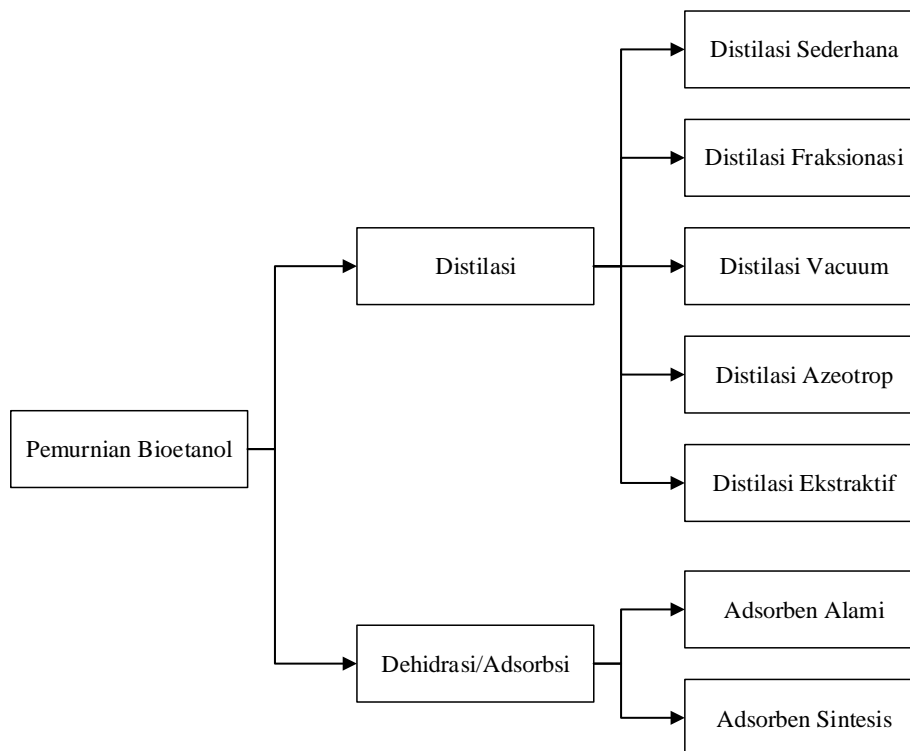 Distilasi Sederhana
Distilasi Fraksionasi
Distilasi
Distilasi Vacuum
Distilasi Azeotrop
Pemurnian Bioetanol
Distilasi Ekstraktif
Adsorben Alami
Dehidrasi/Adsorbsi
Adsorben Sintesis